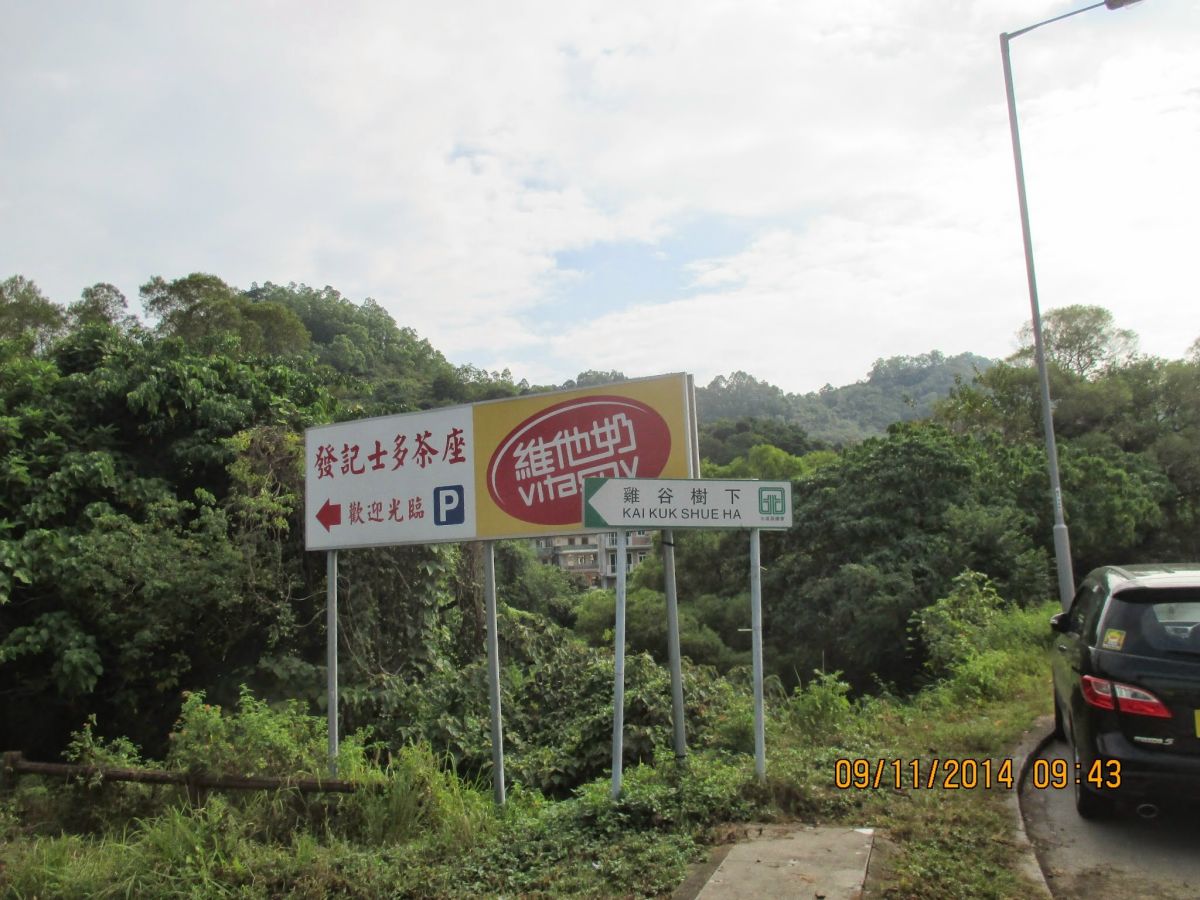 發記士多茶座
歡迎光臨 P
維他奶
VITASOY
雞谷樹下
KAI KUK SHUE HA
09/11/2014 09:43